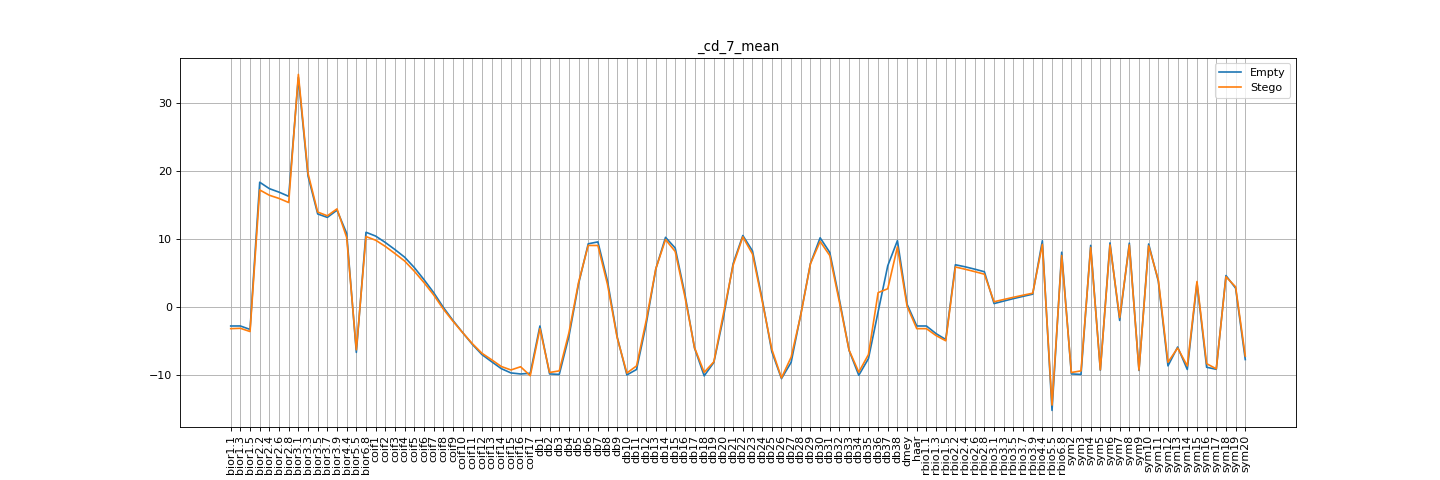 _cd_7_mean
Empty
Stego
30
20
10
0
−10
bior1.1
bior1.3
bior1.5
bior2.2
bior2.4
bior2.6
bior2.8
bior3.1
bior3.3
bior3.5
bior3.7
bior3.9
bior4.4
bior5.5
bior6.8
coif1
coif2
coif3
coif4
coif5
coif6
coif7
coif8
coif9
coif10
coif11
coif12
coif13
coif14
coif15
coif16
coif17
db1
db2
db3
db4
db5
db6
db7
db8
db9
db10
db11
db12
db13
db14
db15
db16
db17
db18
db19
db20
db21
db22
db23
db24
db25
db26
db27
db28
db29
db30
db31
db32
db33
db34
db35
db36
db37
db38
dmey
haar
rbio1.1
rbio1.3
rbio1.5
rbio2.2
rbio2.4
rbio2.6
rbio2.8
rbio3.1
rbio3.3
rbio3.5
rbio3.7
rbio3.9
rbio4.4
rbio5.5
rbio6.8
sym2
sym3
sym4
sym5
sym6
sym7
sym8
sym9
sym10
sym11
sym12
sym13
sym14
sym15
sym16
sym17
sym18
sym19
sym20